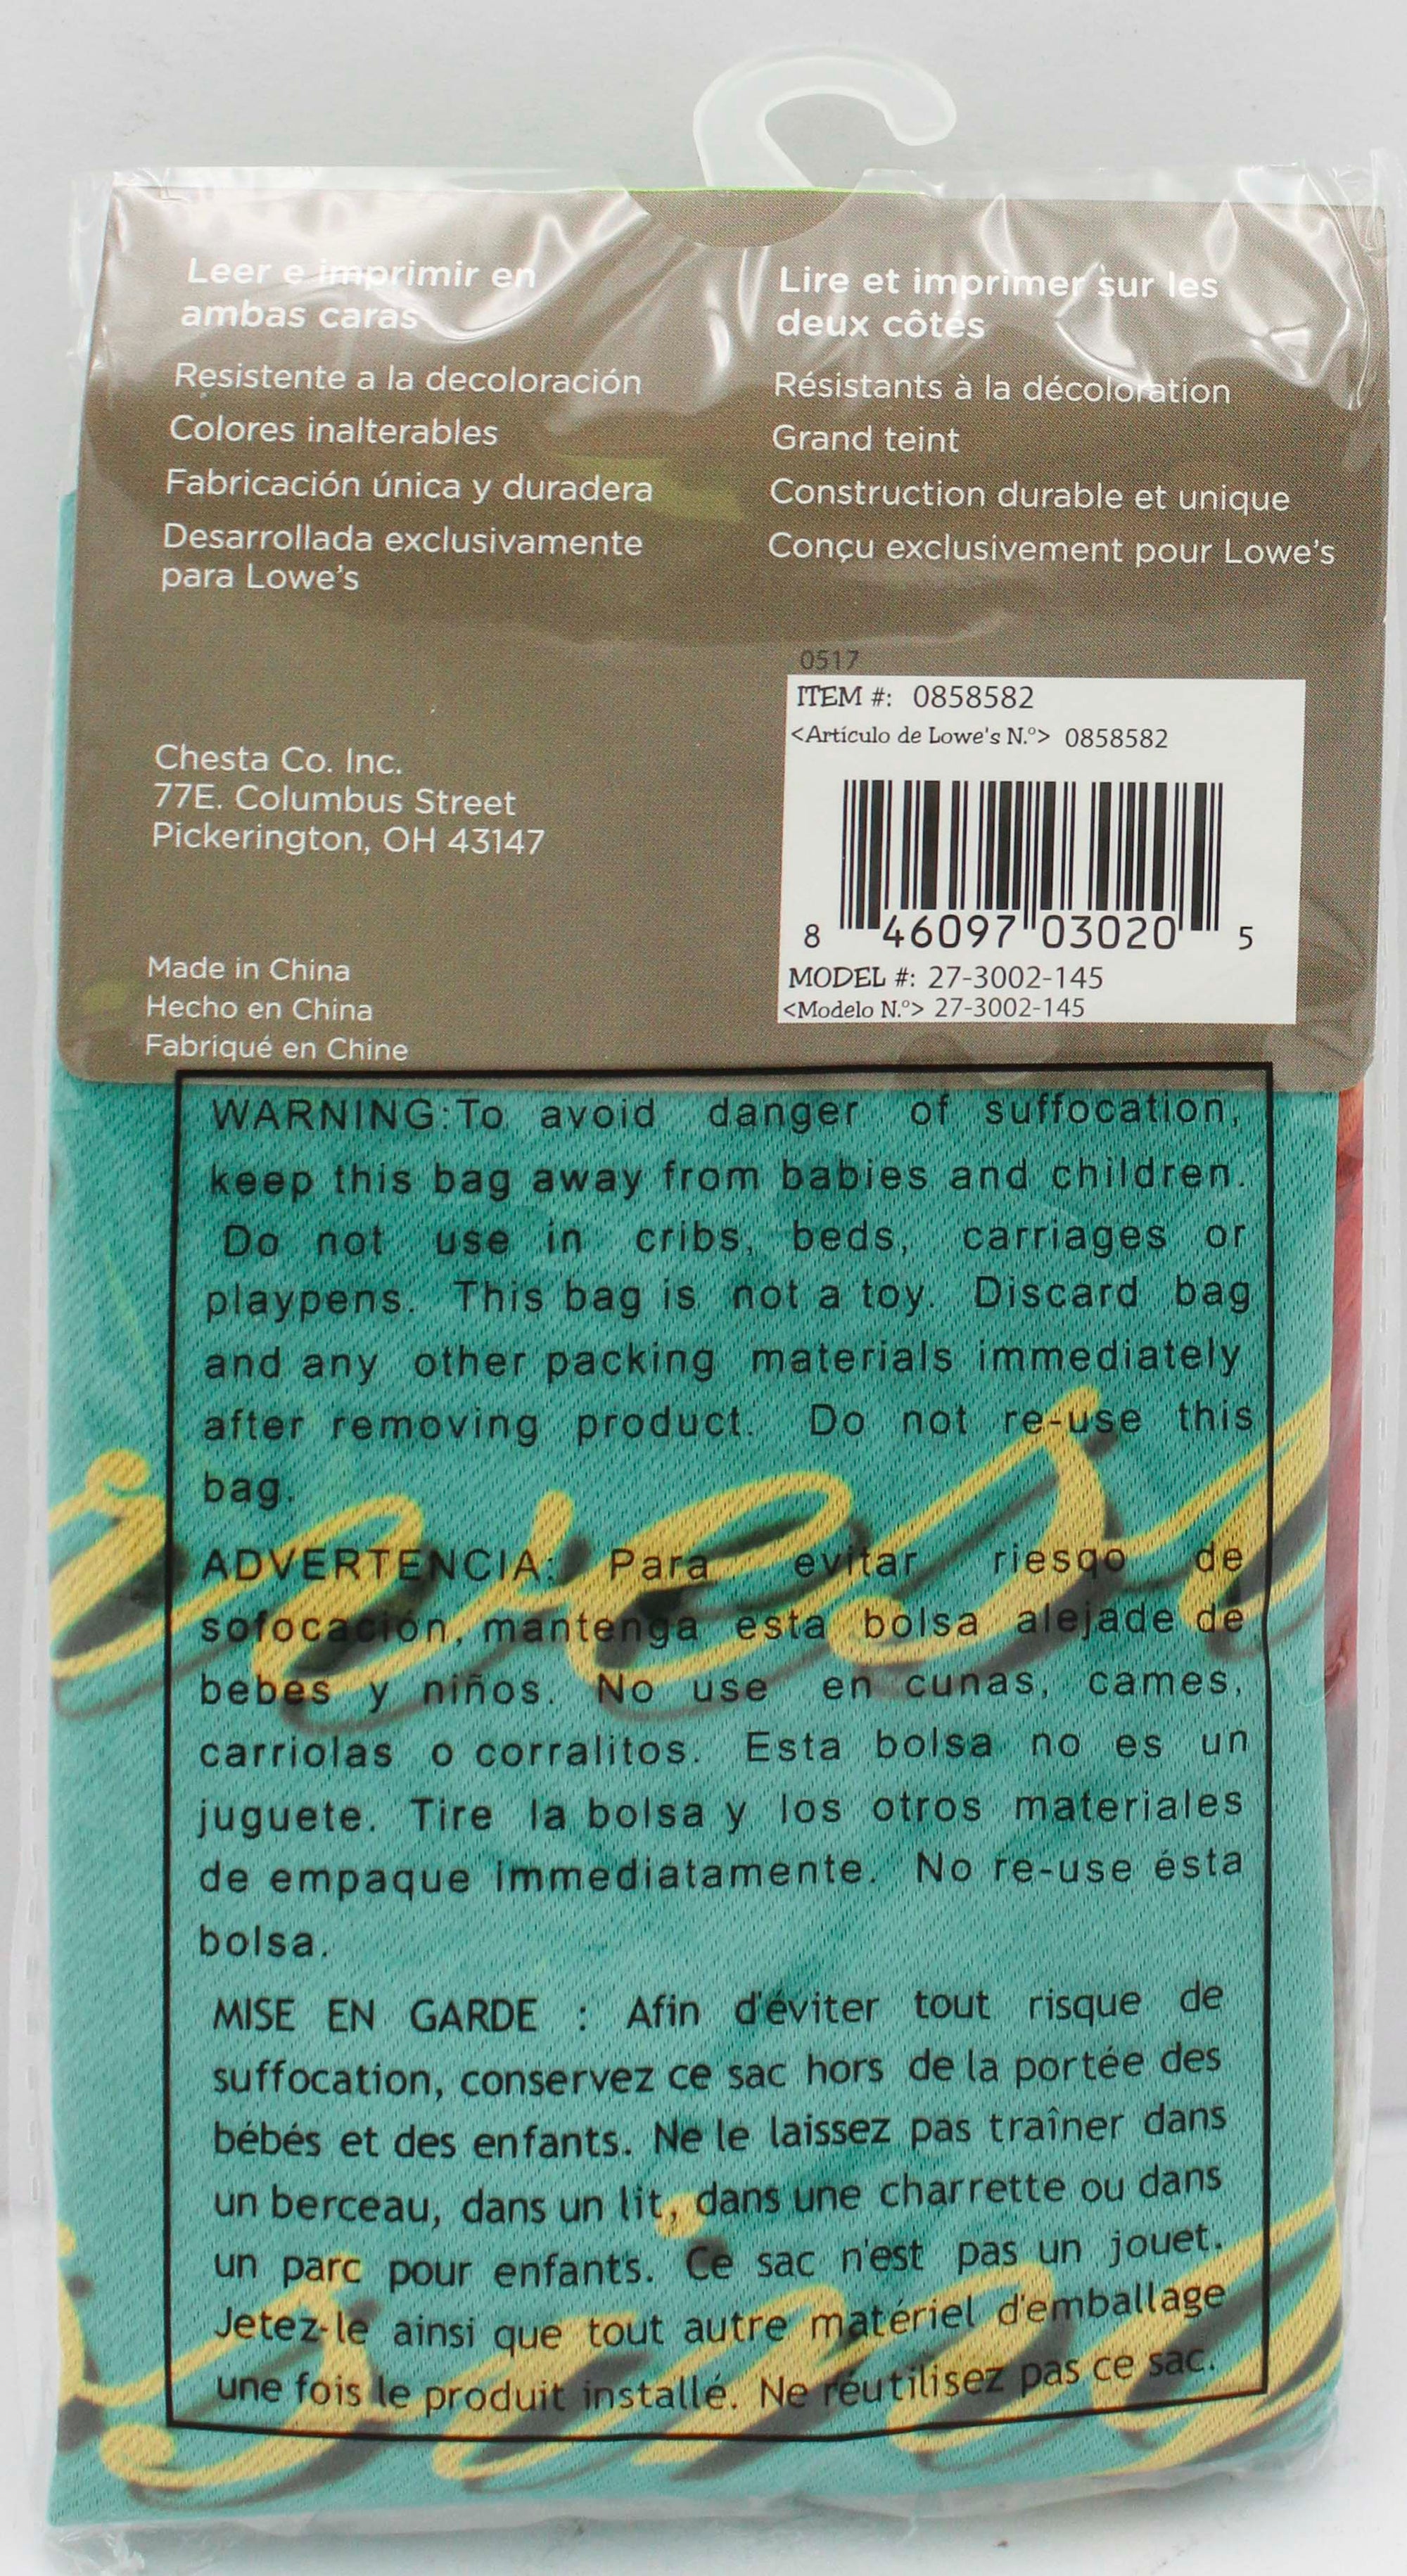 Leer e imprimir en
ambas caras
Resistente a la decoloración
Colores inalterables
Fabricación única y duradera
Desarrollada exclusivamente
para Lowe's
Lire et imprimer sur les
deux côtés
Résistants à la décoloration
Grand teint
Construction durable et unique
Conçu exclusivement pour Lowe's
Chesta Co. Inc.
77E. Columbus Street
Pickerington, OH 43147
Made in China
Hecho en China
Fabriqué en Chine
0517
ITEM #: 0858582
<Artículo de Lowe's N.º> 0858582
8 46097 03020 5
MODEL #: 27-3002-145
<Modelo N.º> 27-3002-145
WARNING:To avoid danger of suffocation,
keep this bag away from babies and children.
Do not use in cribs, beds, carriages or
playpens. This bag is not a toy. Discard bag
and any other packing materials immediately
after removing product. Do not re-use this
bag.
ADVERTENCIA: Para evitar riesgo de
sofocación, mantenga esta bolsa alejade de
bebes y niños. No use en cunas, cames,
carriolas o corralitos. Esta bolsa no es un
juguete. Tire la bolsa y los otros materiales
de empaque immediatamente. No re-use ésta
bolsa.
MISE EN GARDE : Afin d'éviter tout risque de
suffocation, conservez ce sac hors de la portée des
bébés et des enfants. Ne le laissez pas traîner dans
un berceau, dans un lit, dans une charrette ou dans
un parc pour enfants. Ce sac n'est pas un jouet.
Jetez-le ainsi que tout autre matériel d'emballage
une fois le produit installé. Ne réutilisez pas ce sac.